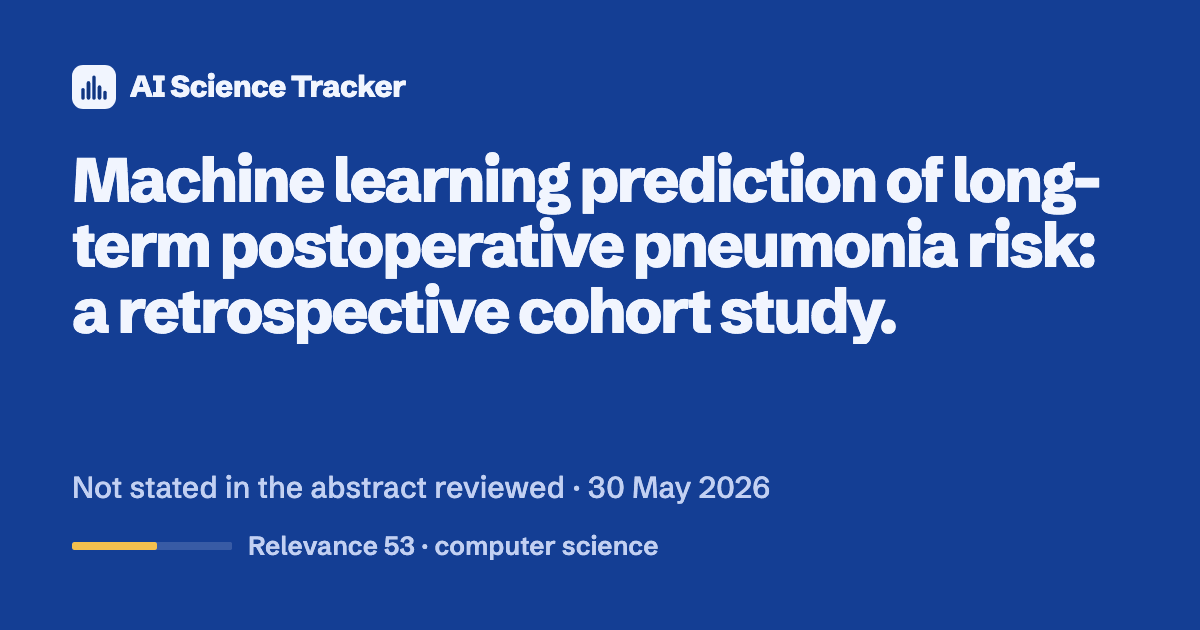 AI Science Tracker
Machine learning prediction of long-
term postoperative pneumonia risk:
a retrospective cohort study.
Not stated in the abstract reviewed · 30 May 2026
Relevance 53 · computer science